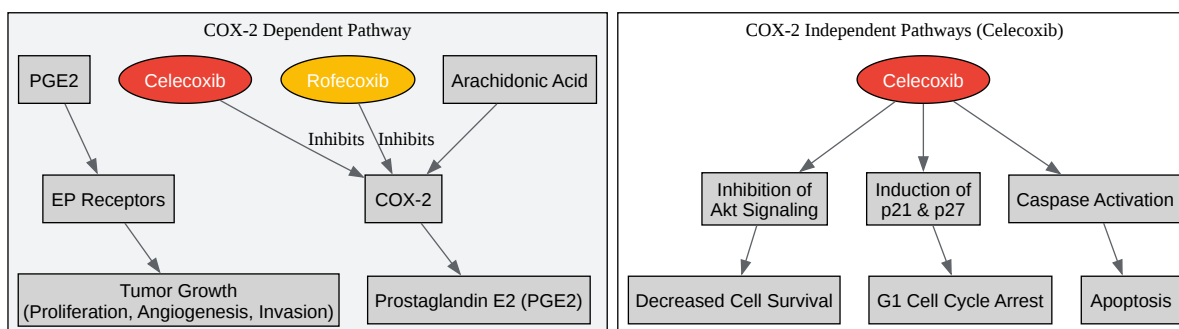 COX-2 Dependent Pathway
PGE2
Celecoxib
Rofecoxib
Arachidonic Acid
Inhibits
Inhibits
EP Receptors
COX-2
Tumor Growth
(Proliferation, Angiogenesis, Invasion)
Prostaglandin E2 (PGE2)
COX-2 Independent Pathways (Celecoxib)
Celecoxib
Inhibition of
Akt Signaling
Induction of
p21 & p27
Caspase Activation
Decreased Cell Survival
G1 Cell Cycle Arrest
Apoptosis